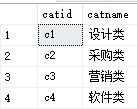 catid catname
1 c1 设计类
2 c2 采购类
3 c3 营销类
4 c4 软件类